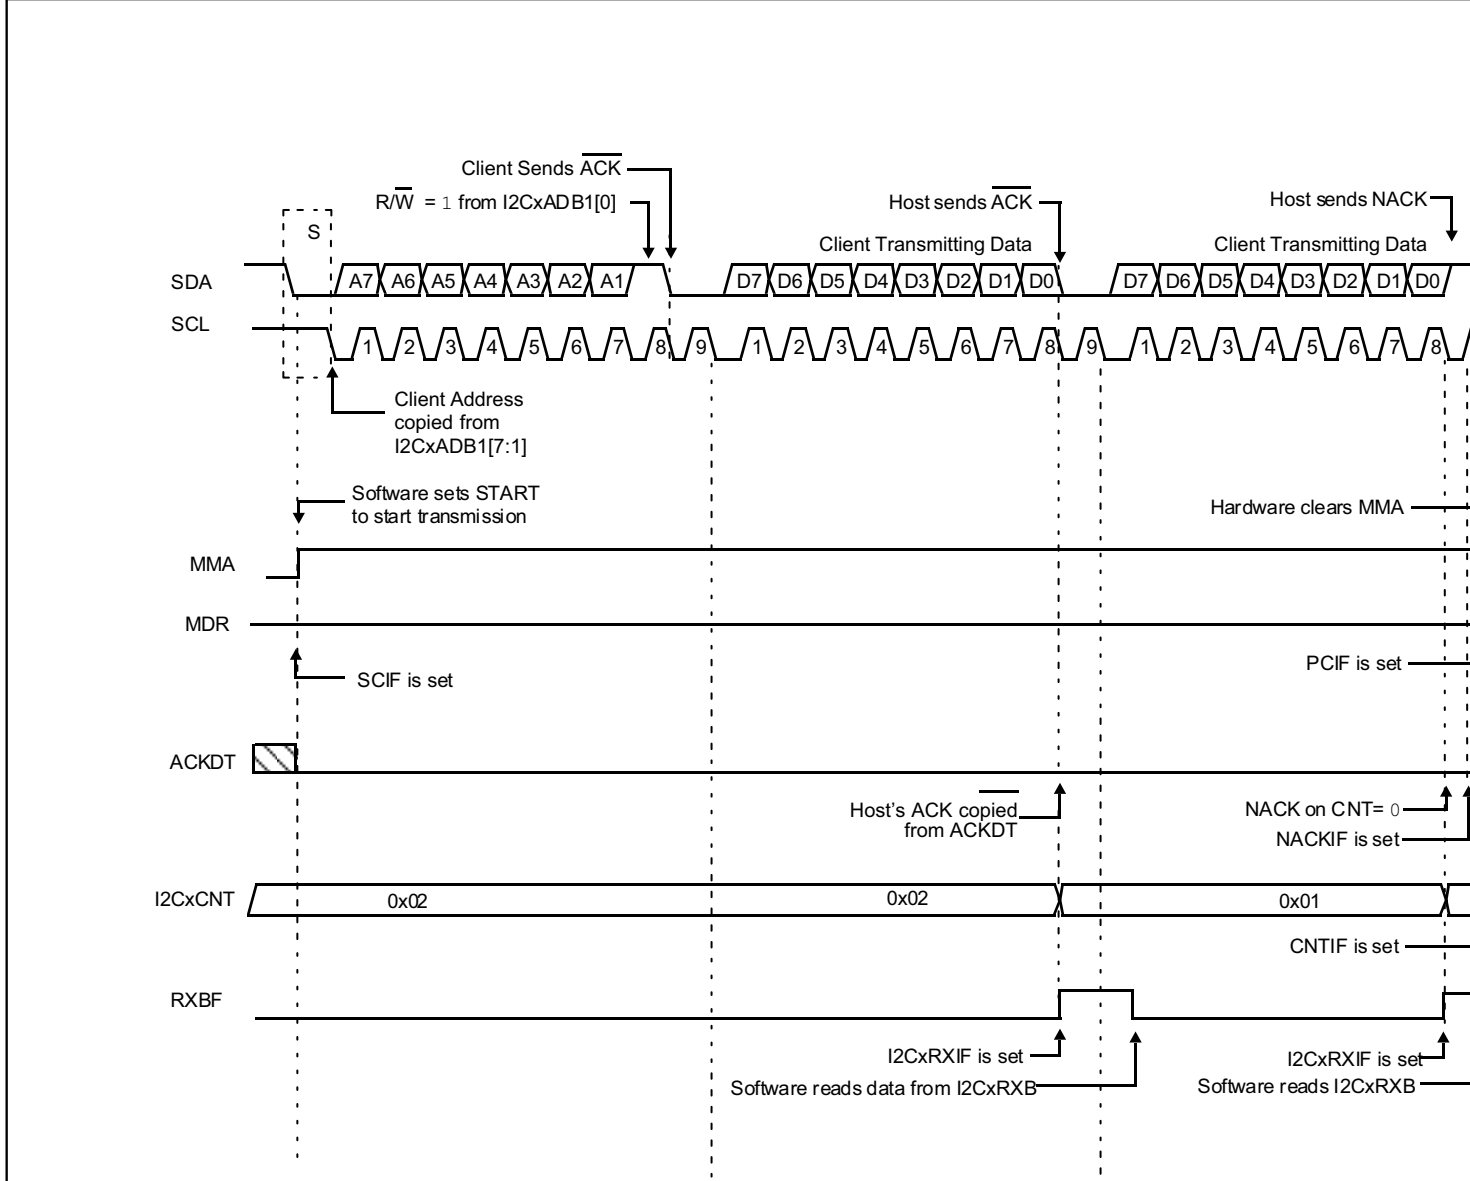 Client Sends ACK
R/W = 1 from I2CxADB1[0]
Host sends ACK
Host sends NACK
S
Client Transmitting Data
Client Transmitting Data
SDA
A7 A6 A5 A4 A3 A2 A1
D7 D6 D5 D4 D3 D2 D1 D0
D7 D6 D5 D4 D3 D2 D1 D0
SCL
1 2 3 4 5 6 7 8 9
1 2 3 4 5 6 7 8 9
1 2 3 4 5 6 7 8
Client Address
copied from
I2CxADB1[7:1]
Software sets START
to start transmission
Hardware clears MMA
MMA
MDR
SCIF is set
PCIF is set
ACKDT
Host's ACK copied
from ACKDT
NACK on CNT= 0
NACKIF is set
I2CxCNT
0x02
0x02
0x01
CNTIF is set
RXBF
I2CxRXIF is set
Software reads data from I2CxRXB
I2CxRXIF is set
Software reads I2CxRXB